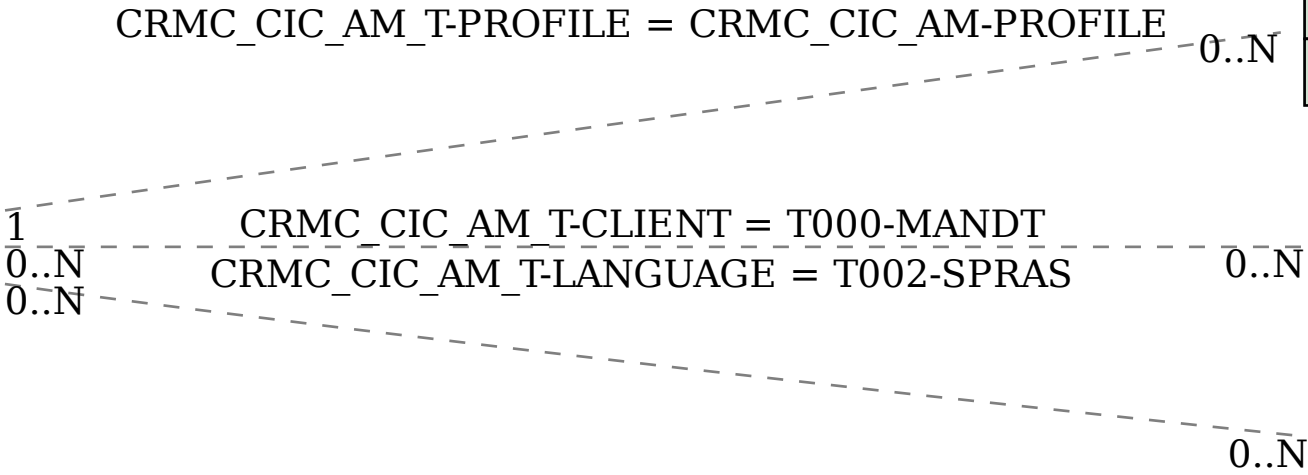 CRMC_CIC_AM_T-PROFILE = CRMC_CIC_AM-PROFILE
0..N
1
CRMC_CIC_AM_T-CLIENT = T000-MANDT
0..N
0..N
CRMC_CIC_AM_T-LANGUAGE = T002-SPRAS
0..N
0..N